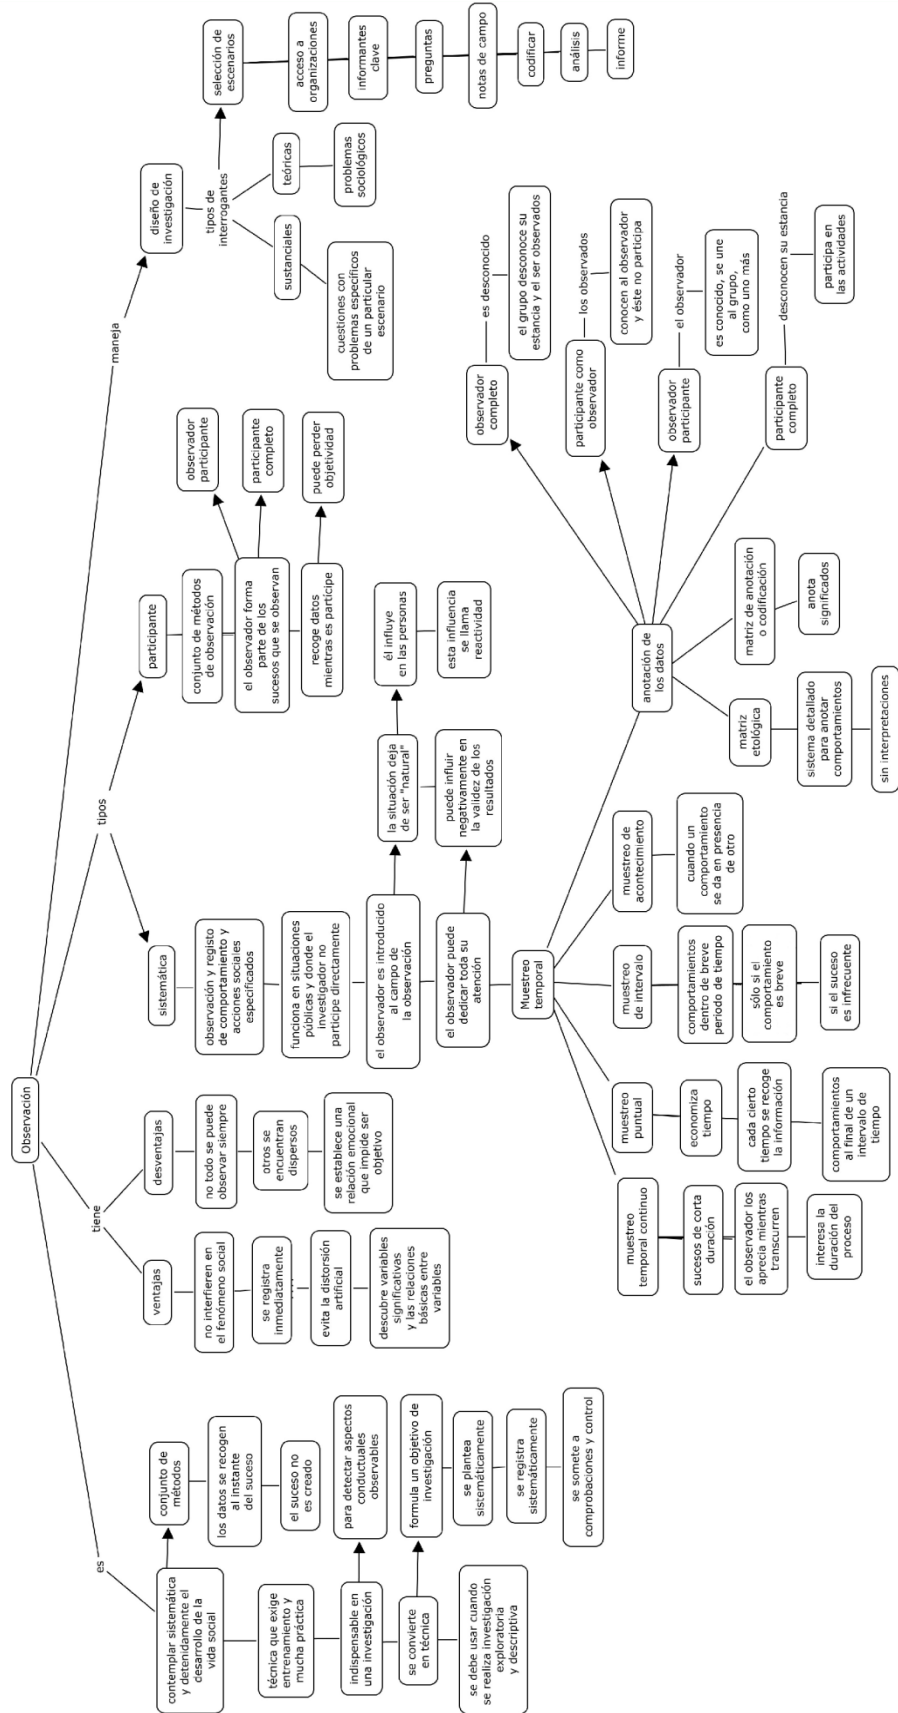 Observación
es
contemplar sistemática
y detenidamente el
desarrollo de la
vida social
conjunto de
métodos
los datos se recogen
al instante
del suceso
el suceso no
es creado
técnica que exige
entrenamiento y
mucha práctica
indispensable en
una investigación
para detectar aspectos
conductuales
observables
se convierte
en técnica
formula un objetivo de
investigación
se plantea
sistemáticamente
se registra
sistemáticamente
se somete a
comprobaciones y control
se debe usar cuando
se realiza investigación
exploratoria
y descriptiva
tiene
ventajas
no interfieren en
el fenómeno social
se registra
inmediatamente
evita la distorsión
artificial
descubre variables
significativas
y las relaciones
básicas entre
variables
desventajas
no todo se puede
observar siempre
otros se
encuentran
dispersos
se establece una
relación emocional
que impide ser
objetivo
tipos
sistemática
observación y registo
de comportamiento y
acciones sociales
especificados
funciona en situaciones
públicas y donde el
investigador no
participe directamente
el observador es introducido
al campo de
la observación
la situación deja
de ser "natural"
él influye
en las personas
esta influencia
se llama
reactividad
puede influir
negativamente en
la validez de los
resultados
el observador puede
dedicar toda su
atención
Muestreo
temporal
muestreo
temporal continuo
sucesos de corta
duración
el observador los
aprecia mientras
transcurren
interesa la
duración del
proceso
muestreo
puntual
economiza
tiempo
cada cierto
tiempo se recoge
la información
comportamientos
al final de un
intervalo de
tiempo
muestreo
de intervalo
comportamientos
dentro de breve
período de tiempo
sólo si el
comportamiento
es breve
si el suceso
es infrecuente
muestreo de
acontecimiento
cuando un
comportamiento
se da en presencia
de otro
anotación de
los datos
matriz
etológica
sistema detallado
para anotar
comportamientos
sin interpretaciones
matriz de anotación
o codificación
anota
significados
observador
completo
es desconocido
el grupo desconoce su
estancia y el ser observados
participante como
observador
los observados
conocen al observador
y éste no participa
observador
participante
el observador
es conocido, se une
al grupo,
como uno más
participante
completo
desconocen su estancia
participa en
las actividades
participante
conjunto de métodos
de observación
el observador forma
parte de los
sucesos que se observan
observador
participante
participante
completo
recoge datos
mientras es partícipe
puede perder
objetividad
maneja
diseño de
investigación
tipos de
interrogantes
sustanciales
cuestiones con
problemas específicos
de un particular
escenario
teóricas
problemas
sociológicos
selección de
escenarios
acceso a
organizaciones
informantes
clave
preguntas
notas de campo
codificar
análisis
informe